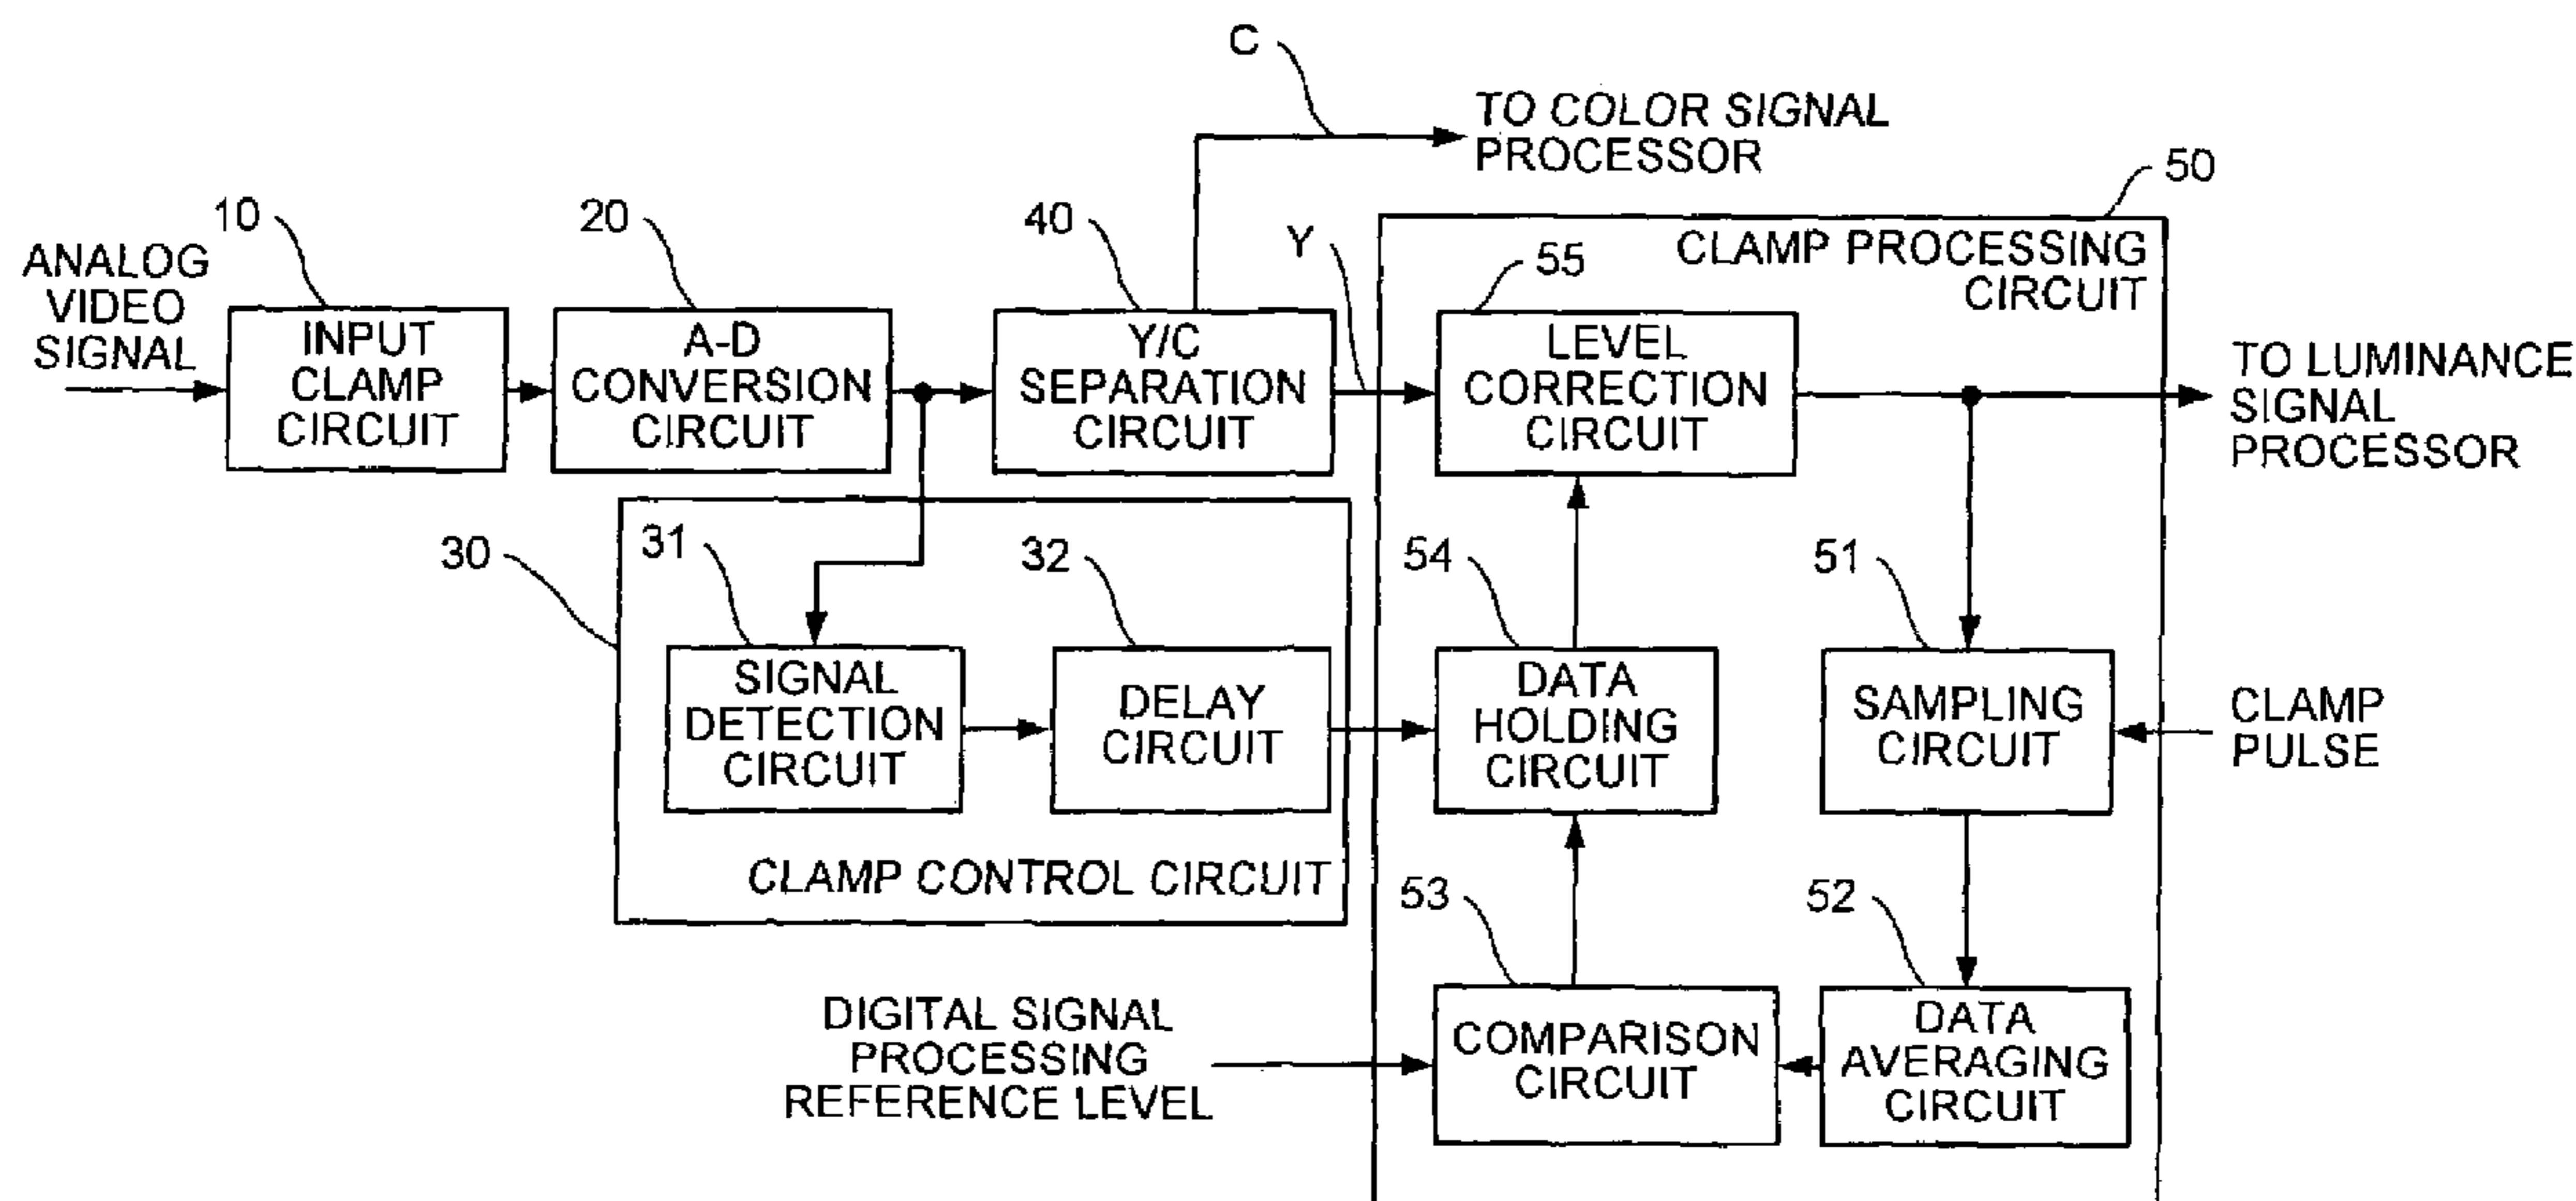 C
TO COLOR SIGNAL
PROCESSOR
50
10
20
40
Y
55
CLAMP PROCESSING
CIRCUIT
ANALOG
VIDEO
SIGNAL
INPUT
CLAMP
CIRCUIT
A-D
CONVERSION
CIRCUIT
Y/C
SEPARATION
CIRCUIT
LEVEL
CORRECTION
CIRCUIT
TO LUMINANCE
SIGNAL
PROCESSOR
30
31
32
54
51
SIGNAL
DETECTION
CIRCUIT
DELAY
CIRCUIT
DATA
HOLDING
CIRCUIT
SAMPLING
CIRCUIT
CLAMP
PULSE
CLAMP CONTROL CIRCUIT
53
52
DIGITAL SIGNAL
PROCESSING
REFERENCE LEVEL
COMPARISON
CIRCUIT
DATA
AVERAGING
CIRCUIT